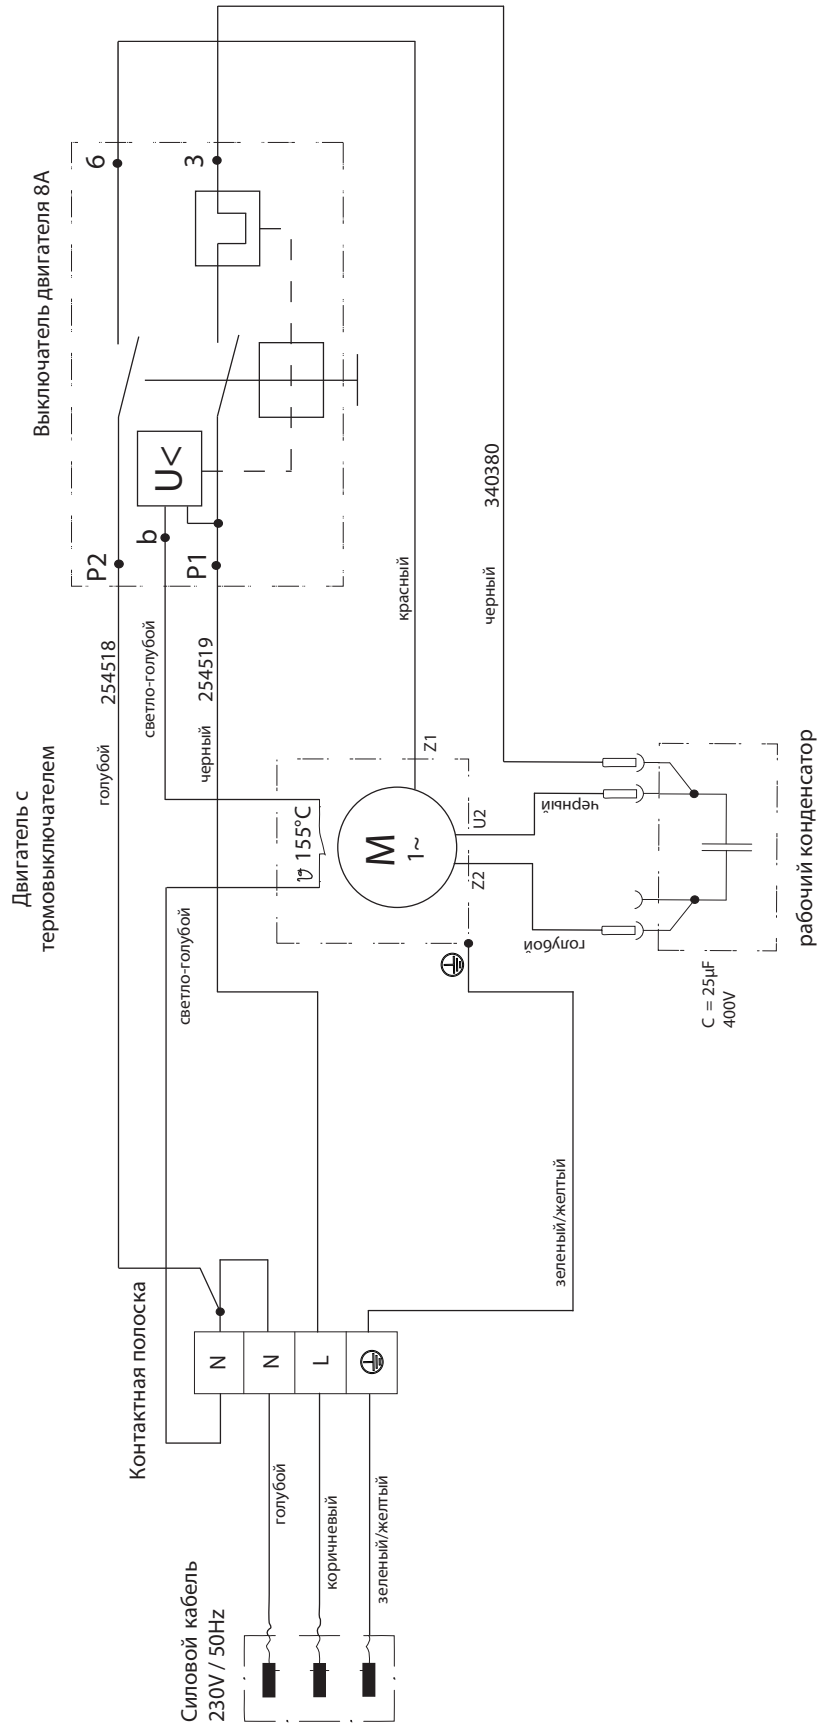 Силовой кабель
230V / 50Hz
голубой
коричневый
зеленый/желтый
Контактная полоска
N
N
L
зеленый/желтый
Двигатель с
термовыключателем
голубой
254518
светло-голубой
светло-голубой
черный
254519
ϑ 155°C
M
1~
Z1
U2
Z2
красный
черный
340380
черный
голубой
C = 25µF
400V
рабочий конденсатор
Выключатель двигателя 8A
P2
b
P1
U<
6
3